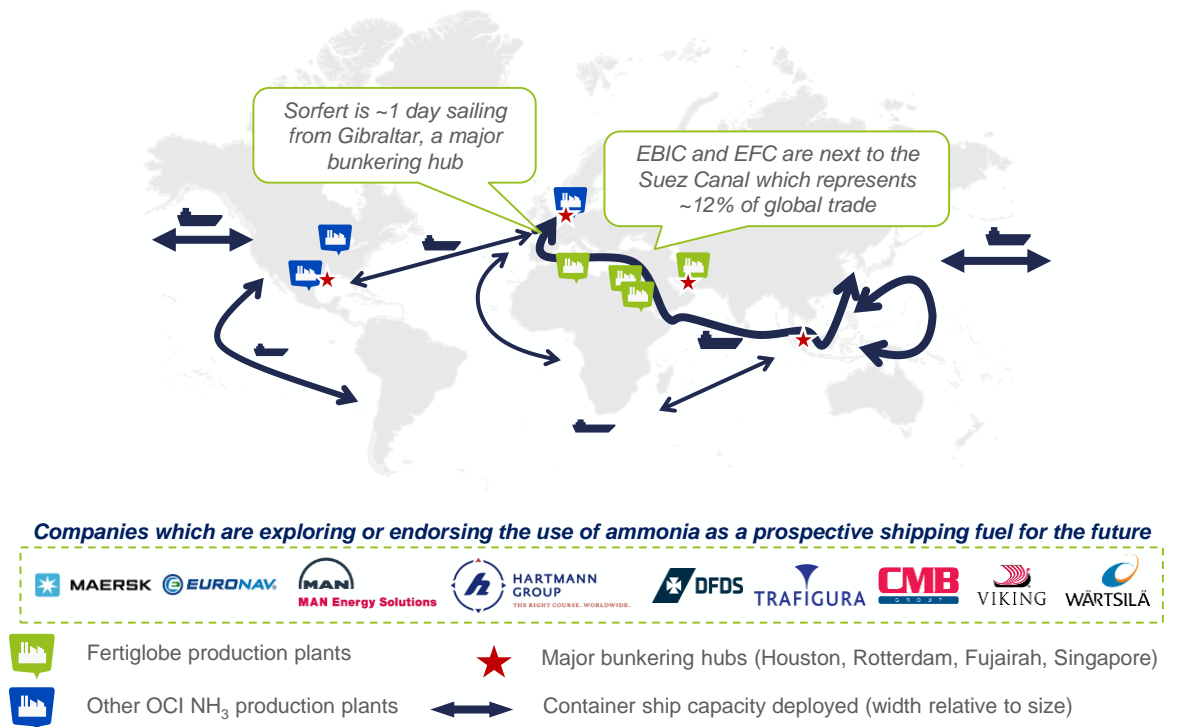 Sorfert is ~1 day sailing
from Gibraltar, a major
bunkering hub
EBIC and EFC are next to the
Suez Canal which represents
~12% of global trade
Companies which are exploring or endorsing the use of ammonia as a prospective shipping fuel for the future
MAERSK
EURONAV
MAN
MAN Energy Solutions
h
HARTMANN
GROUP
THE RIGHT COURSE. WORLDWIDE.
DFDS
TRAFIGURA
CMB
GROUP
VIKING
WÄRTSILÄ
Fertiglobe production plants
Major bunkering hubs (Houston, Rotterdam, Fujairah, Singapore)
Other OCI NH3 production plants
Container ship capacity deployed (width relative to size)